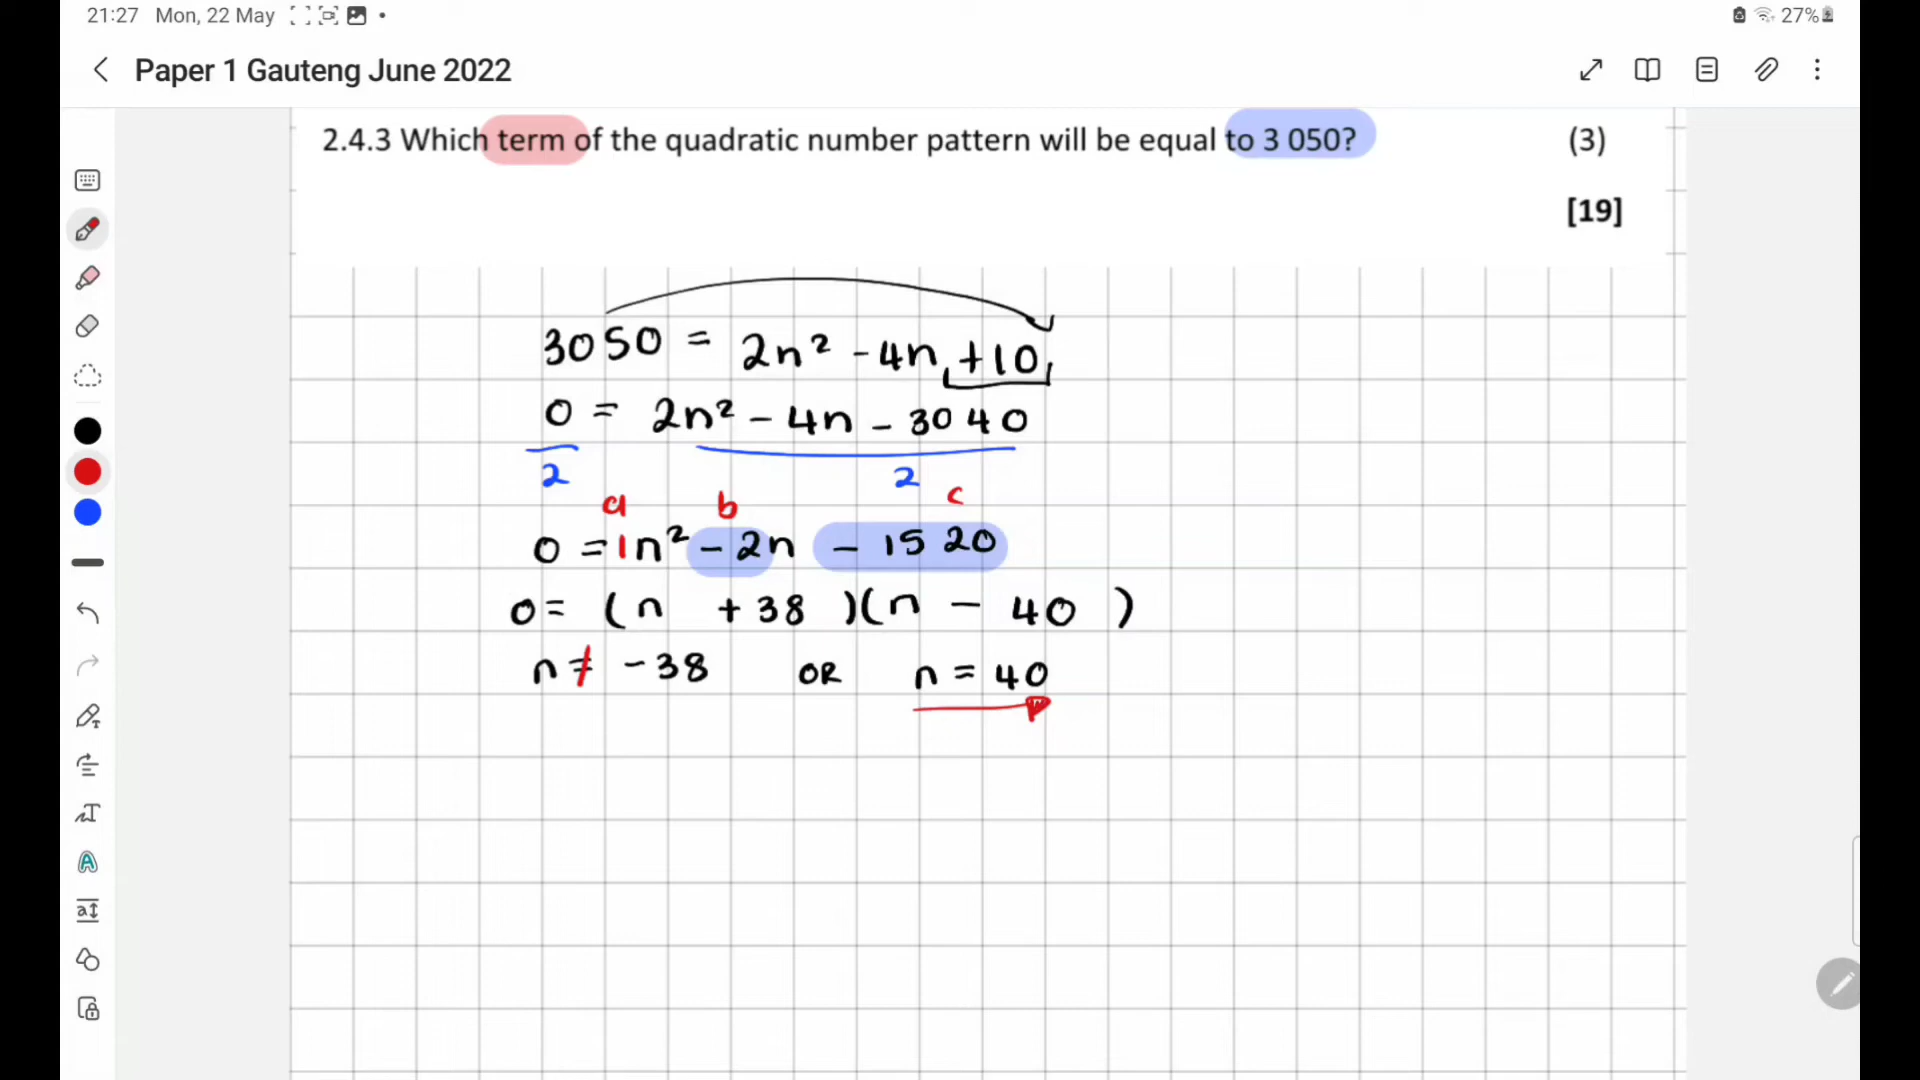 21:27 Mon, 22 May
27%
Paper 1 Gauteng June 2022
2.4.3 Which term of the quadratic number pattern will be equal to 3 050? (3)
[19]
3050 = 2n² - 4n + 10
0 = 2n² - 4n - 3040
2 2
a b c
0 = 1n² - 2n - 1520
0 = (n + 38)(n - 40)
n ≠ -38 OR n = 40